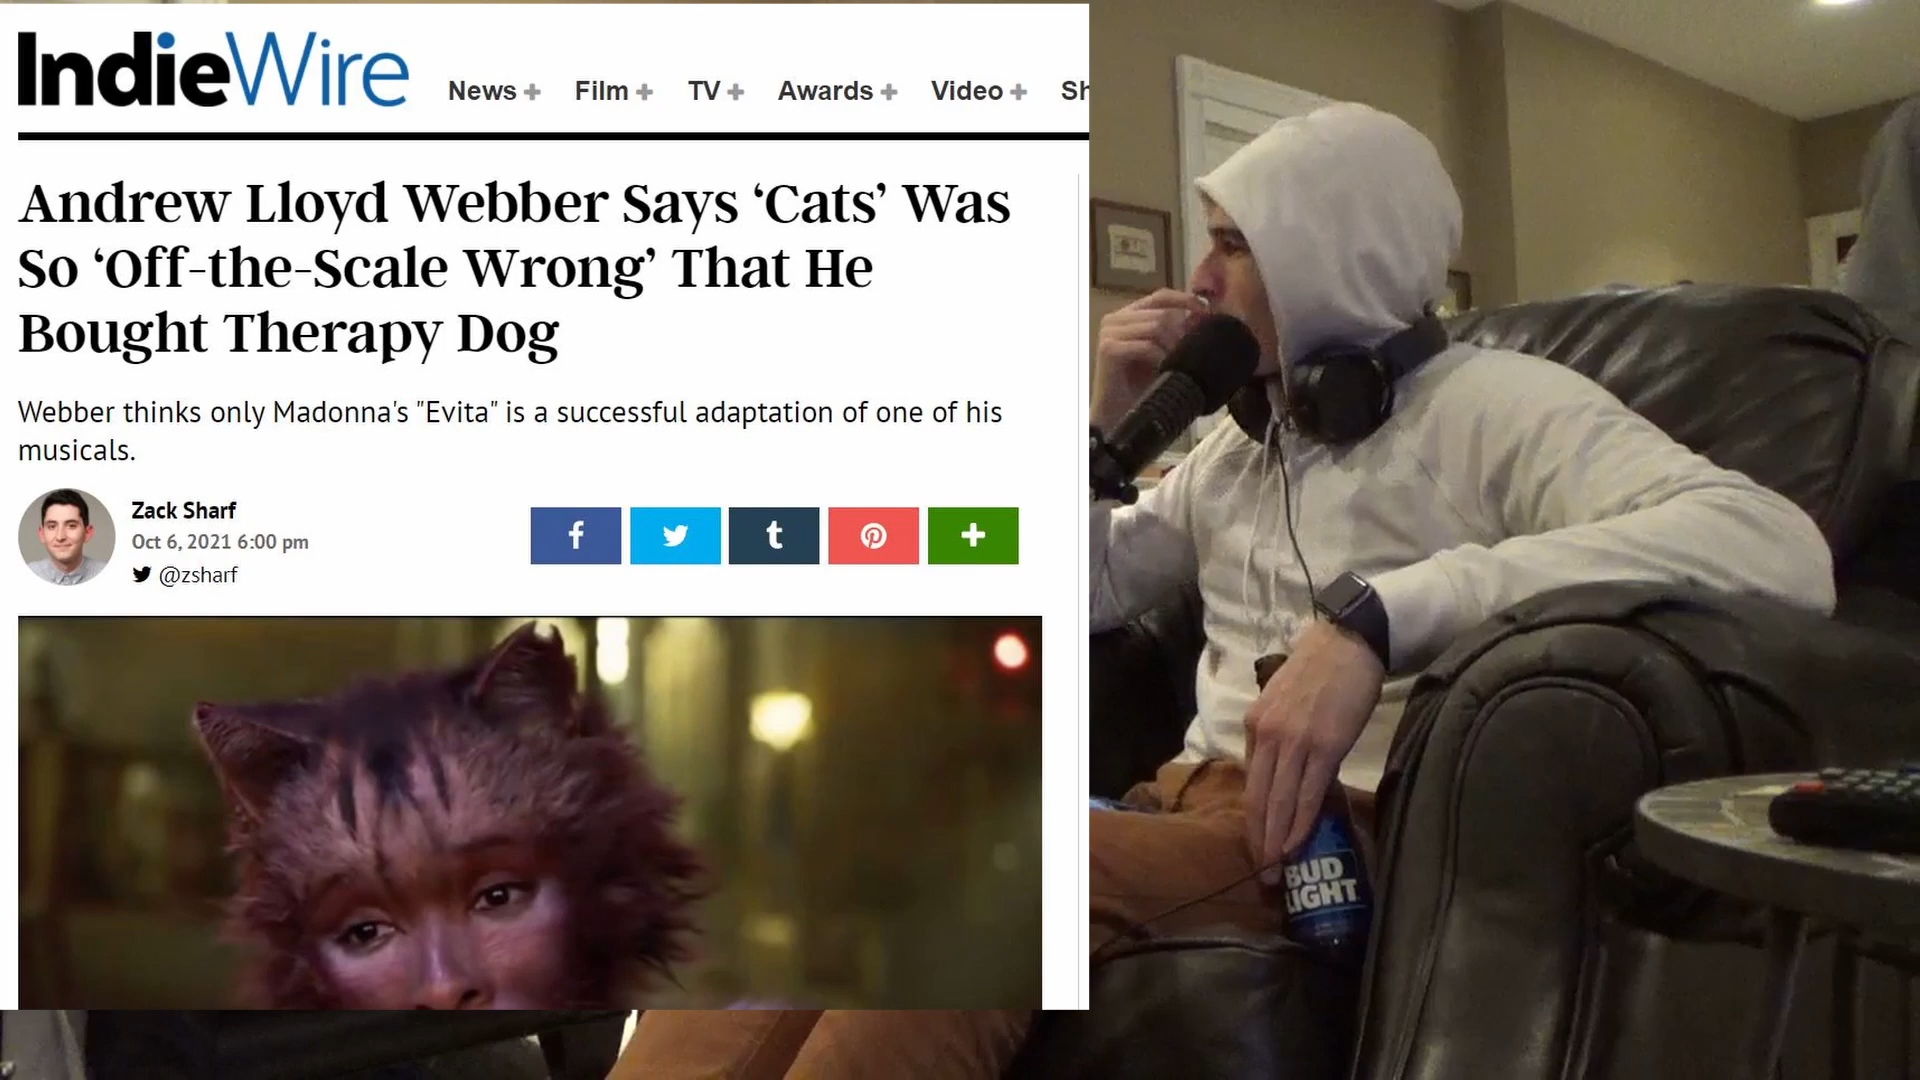 IndieWire
News + Film + TV + Awards + Video + Sh
Andrew Lloyd Webber Says ‘Cats’ Was
So ‘Off-the-Scale Wrong’ That He
Bought Therapy Dog
Webber thinks only Madonna's "Evita" is a successful adaptation of one of his
musicals.
Zack Sharf
Oct 6, 2021 6:00 pm
@zsharf
BUD
LIGHT